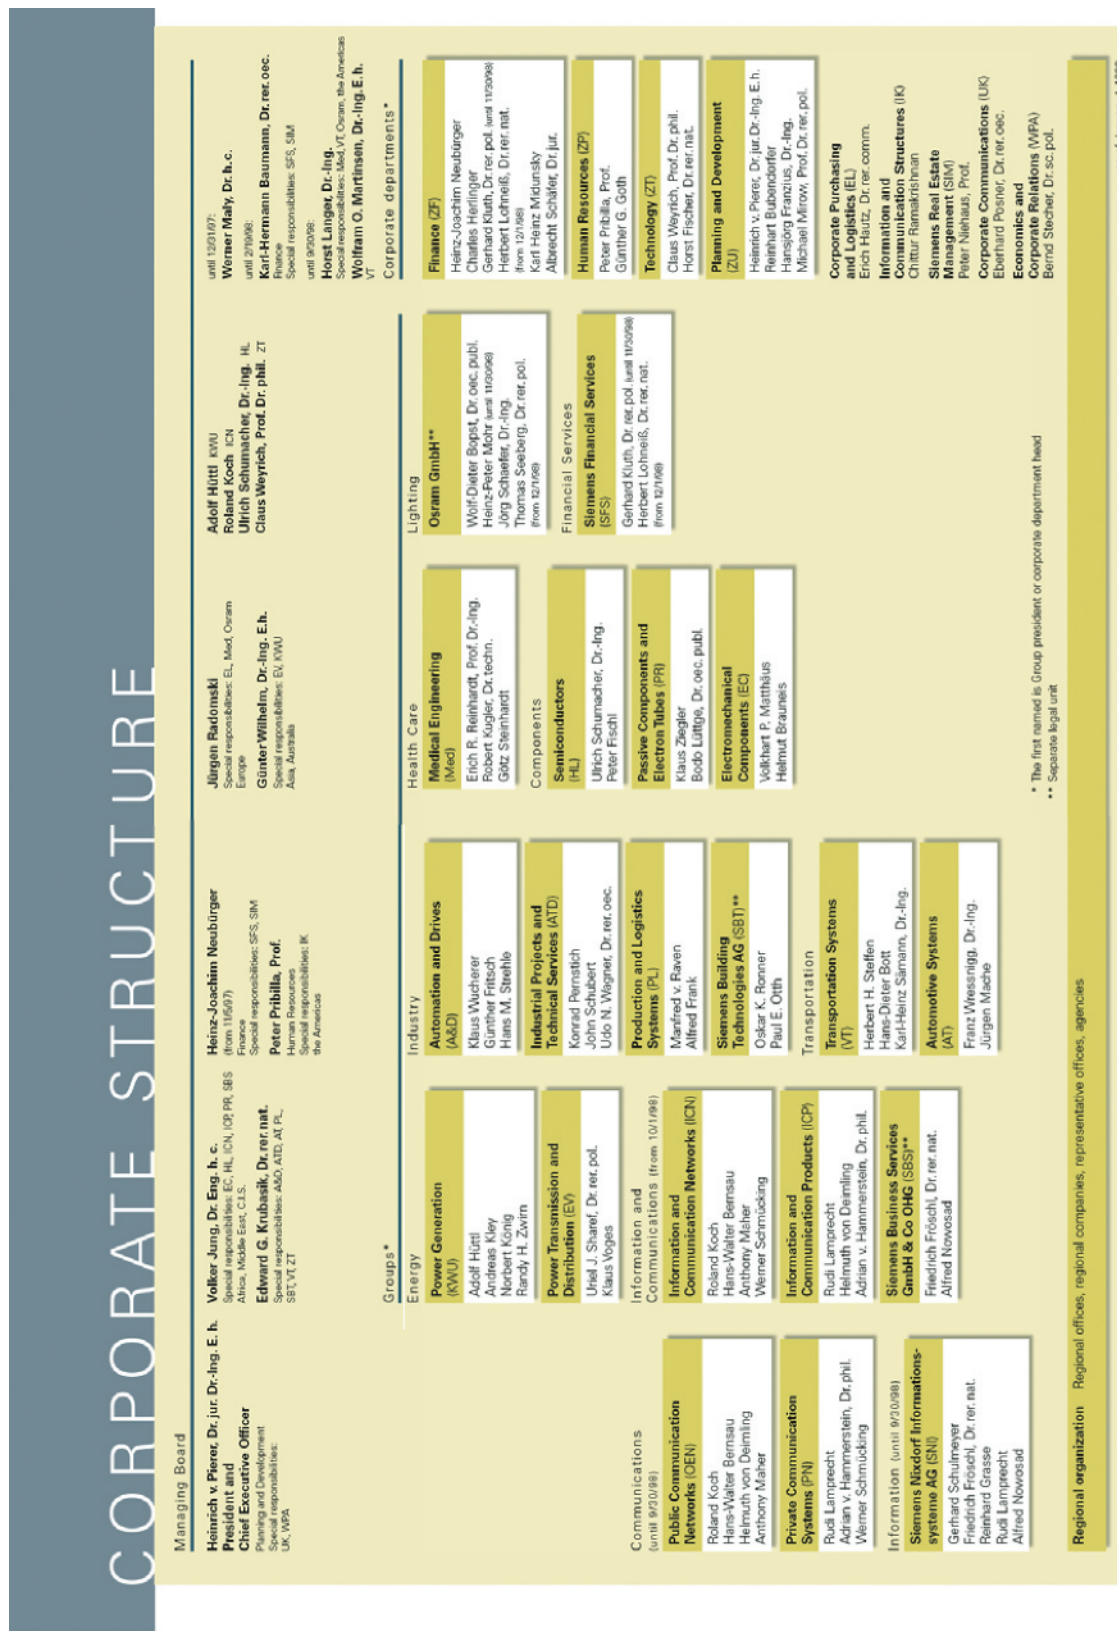 CORPORATE STRUCTURE
Managing Board
Heinrich v. Pierer, Dr. jur. Dr.-Ing. E. h.
President and
Chief Executive Officer
Planning and Development
Special responsibilities:
UK, WPA
Volker Jung, Dr. Eng. h. c.
Special responsibilities: EC, HL, ICN, ICP, PR, SBS
Africa, Middle East, C.I.S.
Edward G. Krubasik, Dr. rer. nat.
Special responsibilities: A&D, ATD, AT, PL,
SBT, VT, ZT
Heinz-Joachim Neubürger
(from 11/5/97)
Finance
Special responsibilities: SFS, SIM
Peter Pribilla, Prof.
Human Resources
Special responsibilities: IK
the Americas
Jürgen Radomski
Special responsibilities: EL, Med, Osram
Europe
Günter Wilhelm, Dr.-Ing. E.h.
Special responsibilities: EV, KWU
Asia, Australia
Adolf Hüttl KWU
Roland Koch ICN
Ulrich Schumacher, Dr.-Ing. HL
Claus Weyrich, Prof. Dr. phil. ZT
until 12/31/97:
Werner Maly, Dr. h. c.
until 2/19/98:
Karl-Hermann Baumann, Dr. rer. oec.
Finance
Special responsibilities: SFS, SIM
until 9/30/98:
Horst Langer, Dr.-Ing.
Special responsibilities: Med, VT, Osram, the Americas
Wolfram O. Martinsen, Dr.-Ing. E. h.
VT
Groups*
Communications
(until 9/30/98)
Public Communication
Networks (OEN)
Roland Koch
Hans-Walter Bernsau
Helmuth von Deimling
Anthony Maher
Private Communication
Systems (PN)
Rudi Lamprecht
Adrian v. Hammerstein, Dr. phil.
Werner Schmücking
Information (until 9/30/98)
Siemens Nixdorf Informations-
systeme AG (SNI)
Gerhard Schulmeyer
Friedrich Fröschl, Dr. rer. nat.
Reinhard Grasse
Rudi Lamprecht
Alfred Nowosad
Energy
Power Generation
(KWU)
Adolf Hüttl
Andreas Kley
Norbert König
Randy H. Zwirn
Power Transmission and
Distribution (EV)
Uriel J. Sharef, Dr. rer. pol.
Klaus Voges
Information and
Communications (from 10/1/98)
Information and
Communication Networks (ICN)
Roland Koch
Hans-Walter Bernsau
Anthony Maher
Werner Schmücking
Information and
Communication Products (ICP)
Rudi Lamprecht
Helmuth von Deimling
Adrian v. Hammerstein, Dr. phil.
Siemens Business Services
GmbH & Co OHG (SBS)**
Friedrich Fröschl, Dr. rer. nat.
Alfred Nowosad
Industry
Automation and Drives
(A&D)
Klaus Wucherer
Günther Fritsch
Hans M. Strehle
Industrial Projects and
Technical Services (ATD)
Konrad Pernstich
John Schubert
Udo N. Wagner, Dr. rer. oec.
Production and Logistics
Systems (PL)
Manfred v. Raven
Alfred Frank
Siemens Building
Technologies AG (SBT)**
Oskar K. Ronner
Paul E. Otth
Transportation
Transportation Systems
(VT)
Herbert H. Steffen
Hans-Dieter Bott
Karl-Heinz Sämann, Dr.-Ing.
Automotive Systems
(AT)
Franz Wressnigg, Dr.-Ing.
Jürgen Mache
Health Care
Medical Engineering
(Med)
Erich R. Reinhardt, Prof. Dr.-Ing.
Robert Kugler, Dr. techn.
Götz Steinhardt
Components
Semiconductors
(HL)
Ulrich Schumacher, Dr.-Ing.
Peter Fischl
Passive Components and
Electron Tubes (PR)
Klaus Ziegler
Bodo Lüttge, Dr. oec. publ.
Electromechanical
Components (EC)
Volkhart P. Matthäus
Helmut Brauneis
Lighting
Osram GmbH**
Wolf-Dieter Bopst, Dr. oec. publ.
Heinz-Peter Mohr (until 11/30/98)
Jörg Schaefer, Dr.-Ing.
Thomas Seeberg, Dr. rer. pol.
(from 12/1/98)
Financial Services
Siemens Financial Services
(SFS)
Gerhard Kluth, Dr. rer. pol. (until 11/30/98)
Herbert Lohneiß, Dr. rer. nat.
(from 12/1/98)
Corporate departments*
Finance (ZF)
Heinz-Joachim Neubürger
Charles Herlinger
Gerhard Kluth, Dr. rer. pol. (until 11/30/98)
Herbert Lohneiß, Dr. rer. nat.
(from 12/1/98)
Karl Heinz Midunsky
Albrecht Schäfer, Dr. jur.
Human Resources (ZP)
Peter Pribilla, Prof.
Günther G. Goth
Technology (ZT)
Claus Weyrich, Prof. Dr. phil.
Horst Fischer, Dr. rer. nat.
Planning and Development
(ZU)
Heinrich v. Pierer, Dr. jur. Dr.-Ing. E. h.
Reinhart Bubendorfer
Hansjörg Franzius, Dr.-Ing.
Michael Mirow, Prof. Dr. rer. pol.
Corporate Purchasing
and Logistics (EL)
Erich Hautz, Dr. rer. comm.
Information and
Communication Structures (IK)
Chittur Ramakrishnan
Siemens Real Estate
Management (SIM)
Peter Niehaus, Prof.
Corporate Communications (UK)
Eberhard Posner, Dr. rer. oec.
Economics and
Corporate Relations (WPA)
Bernd Stecher, Dr. sc. pol.
* The first named is Group president or corporate department head
** Separate legal unit
Regional organization Regional offices, regional companies, representative offices, agencies